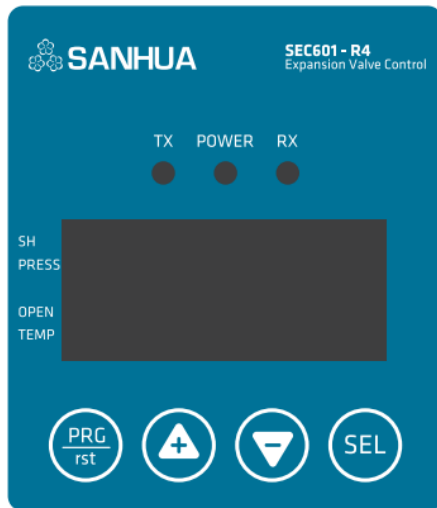 SANHUA
SEC601 - R4
Expansion Valve Control
TX POWER RX
SH
PRESS
OPEN
TEMP
PRG
rst
+
-
SEL